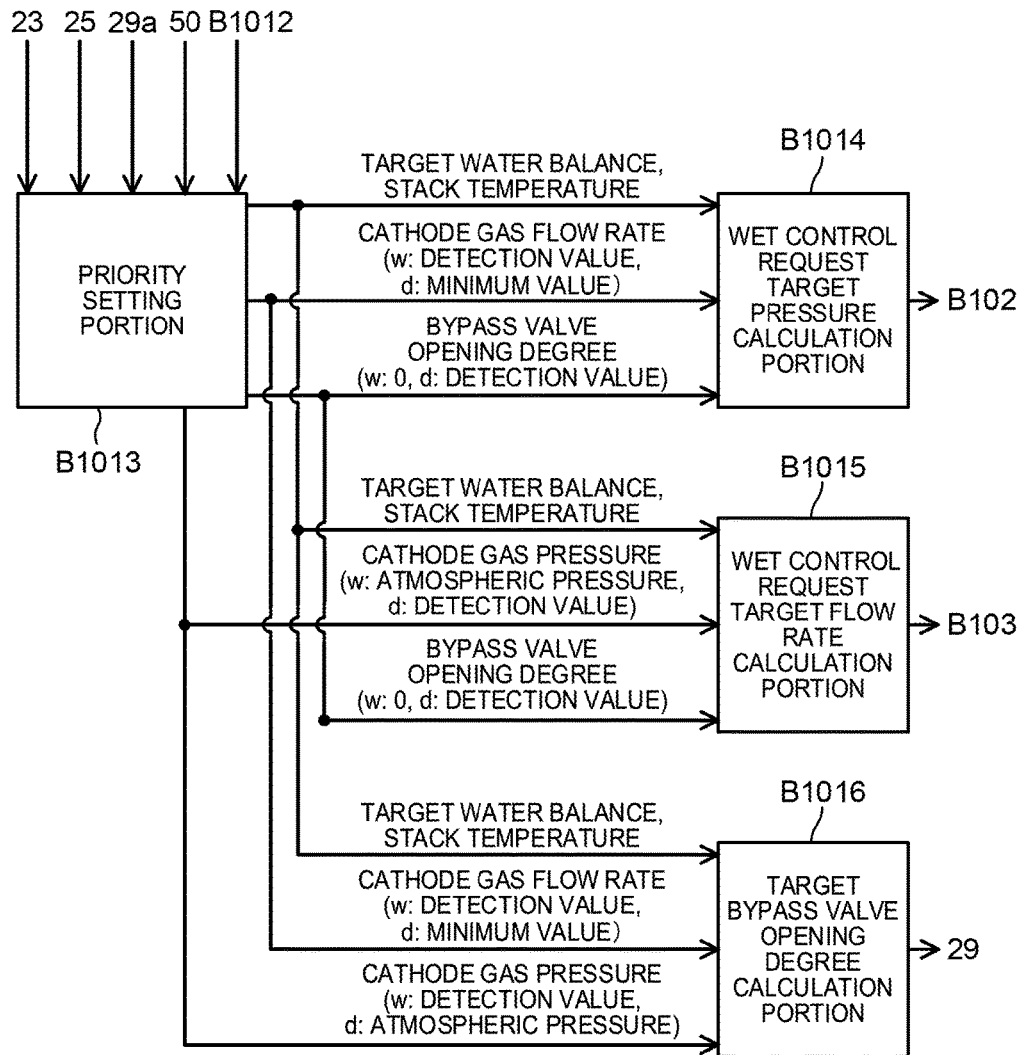 23 25 29a 50 B1012
PRIORITY
SETTING
PORTION
B1013
TARGET WATER BALANCE,
STACK TEMPERATURE
CATHODE GAS FLOW RATE
(w: DETECTION VALUE,
d: MINIMUM VALUE)
BYPASS VALVE
OPENING DEGREE
(w: 0, d: DETECTION VALUE)
B1014
WET CONTROL
REQUEST
TARGET
PRESSURE
CALCULATION
PORTION
B102
TARGET WATER BALANCE,
STACK TEMPERATURE
CATHODE GAS PRESSURE
(w: ATMOSPHERIC PRESSURE,
d: DETECTION VALUE)
BYPASS VALVE
OPENING DEGREE
(w: 0, d: DETECTION VALUE)
B1015
WET CONTROL
REQUEST
TARGET FLOW
RATE
CALCULATION
PORTION
B103
TARGET WATER BALANCE,
STACK TEMPERATURE
CATHODE GAS FLOW RATE
(w: DETECTION VALUE,
d: MINIMUM VALUE)
CATHODE GAS PRESSURE
(w: DETECTION VALUE,
d: ATMOSPHERIC PRESSURE)
B1016
TARGET
BYPASS VALVE
OPENING
DEGREE
CALCULATION
PORTION
29